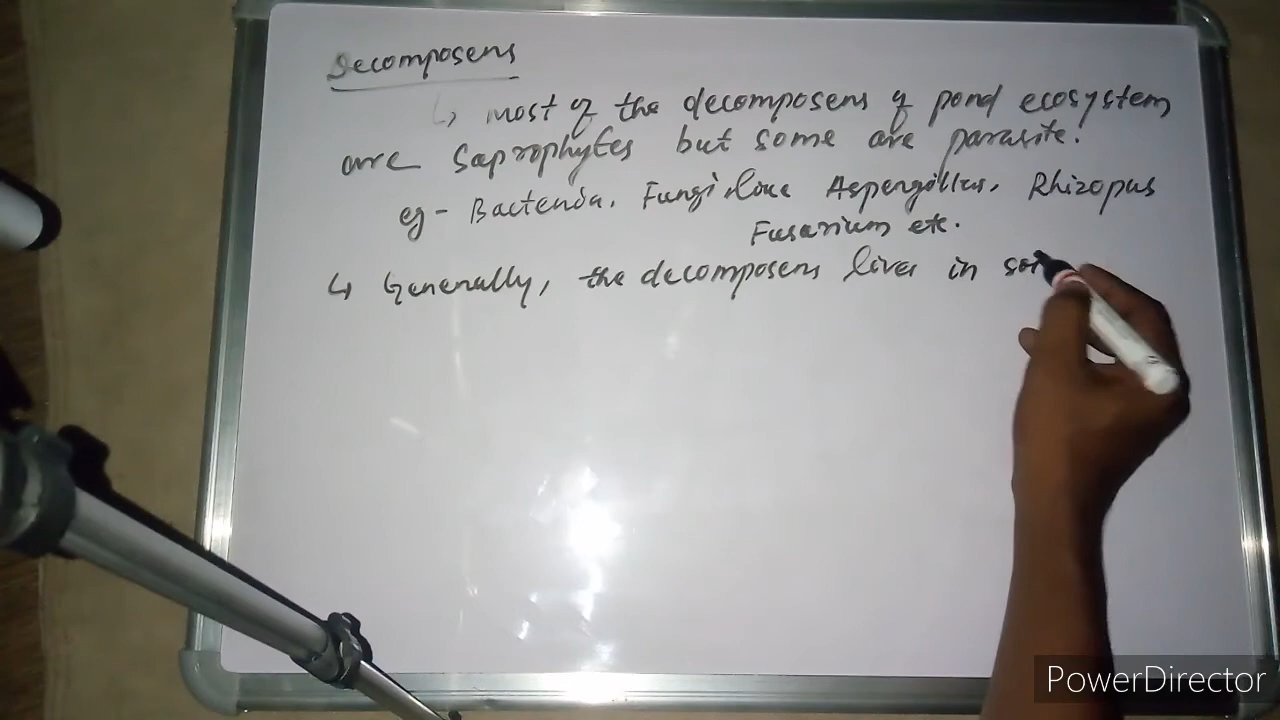 Decomposers
↳ most of the decomposers of pond ecosystem
are saprophytes but some are parasite.
eg- Bacteria, Fungi like Aspergillus, Rhizopus
Fusarium etc.
↳ Generally, the decomposers lives in soi
PowerDirector